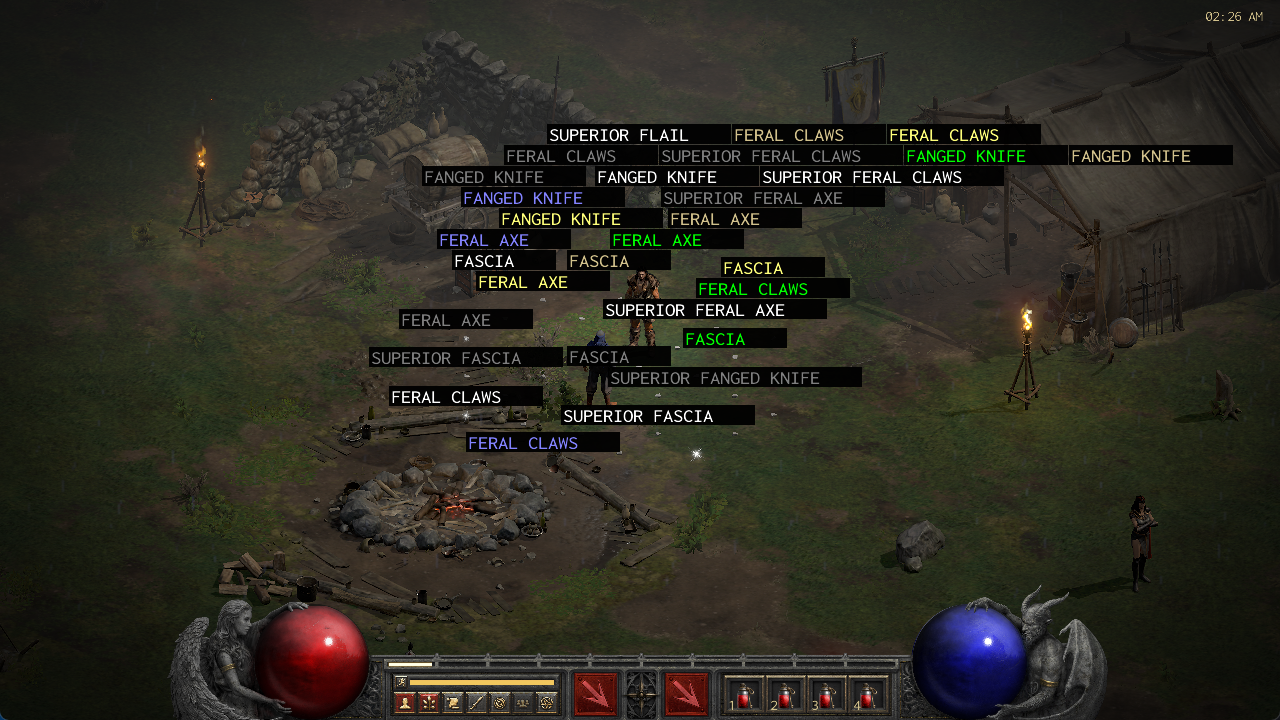 02:26 AM
SUPERIOR FLAIL FERAL CLAWS FERAL CLAWS
FERAL CLAWS SUPERIOR FERAL CLAWS FANGED KNIFE FANGED KNIFE
FANGED KNIFE FANGED KNIFE SUPERIOR FERAL CLAWS
FANGED KNIFE SUPERIOR FERAL AXE
FANGED KNIFE FERAL AXE
FERAL AXE FERAL AXE
FASCIA FASCIA FASCIA
FERAL AXE FERAL CLAWS
SUPERIOR FERAL AXE
FERAL AXE
FASCIA
SUPERIOR FASCIA FASCIA
SUPERIOR FANGED KNIFE
FERAL CLAWS
SUPERIOR FASCIA
FERAL CLAWS
1 2 3 4